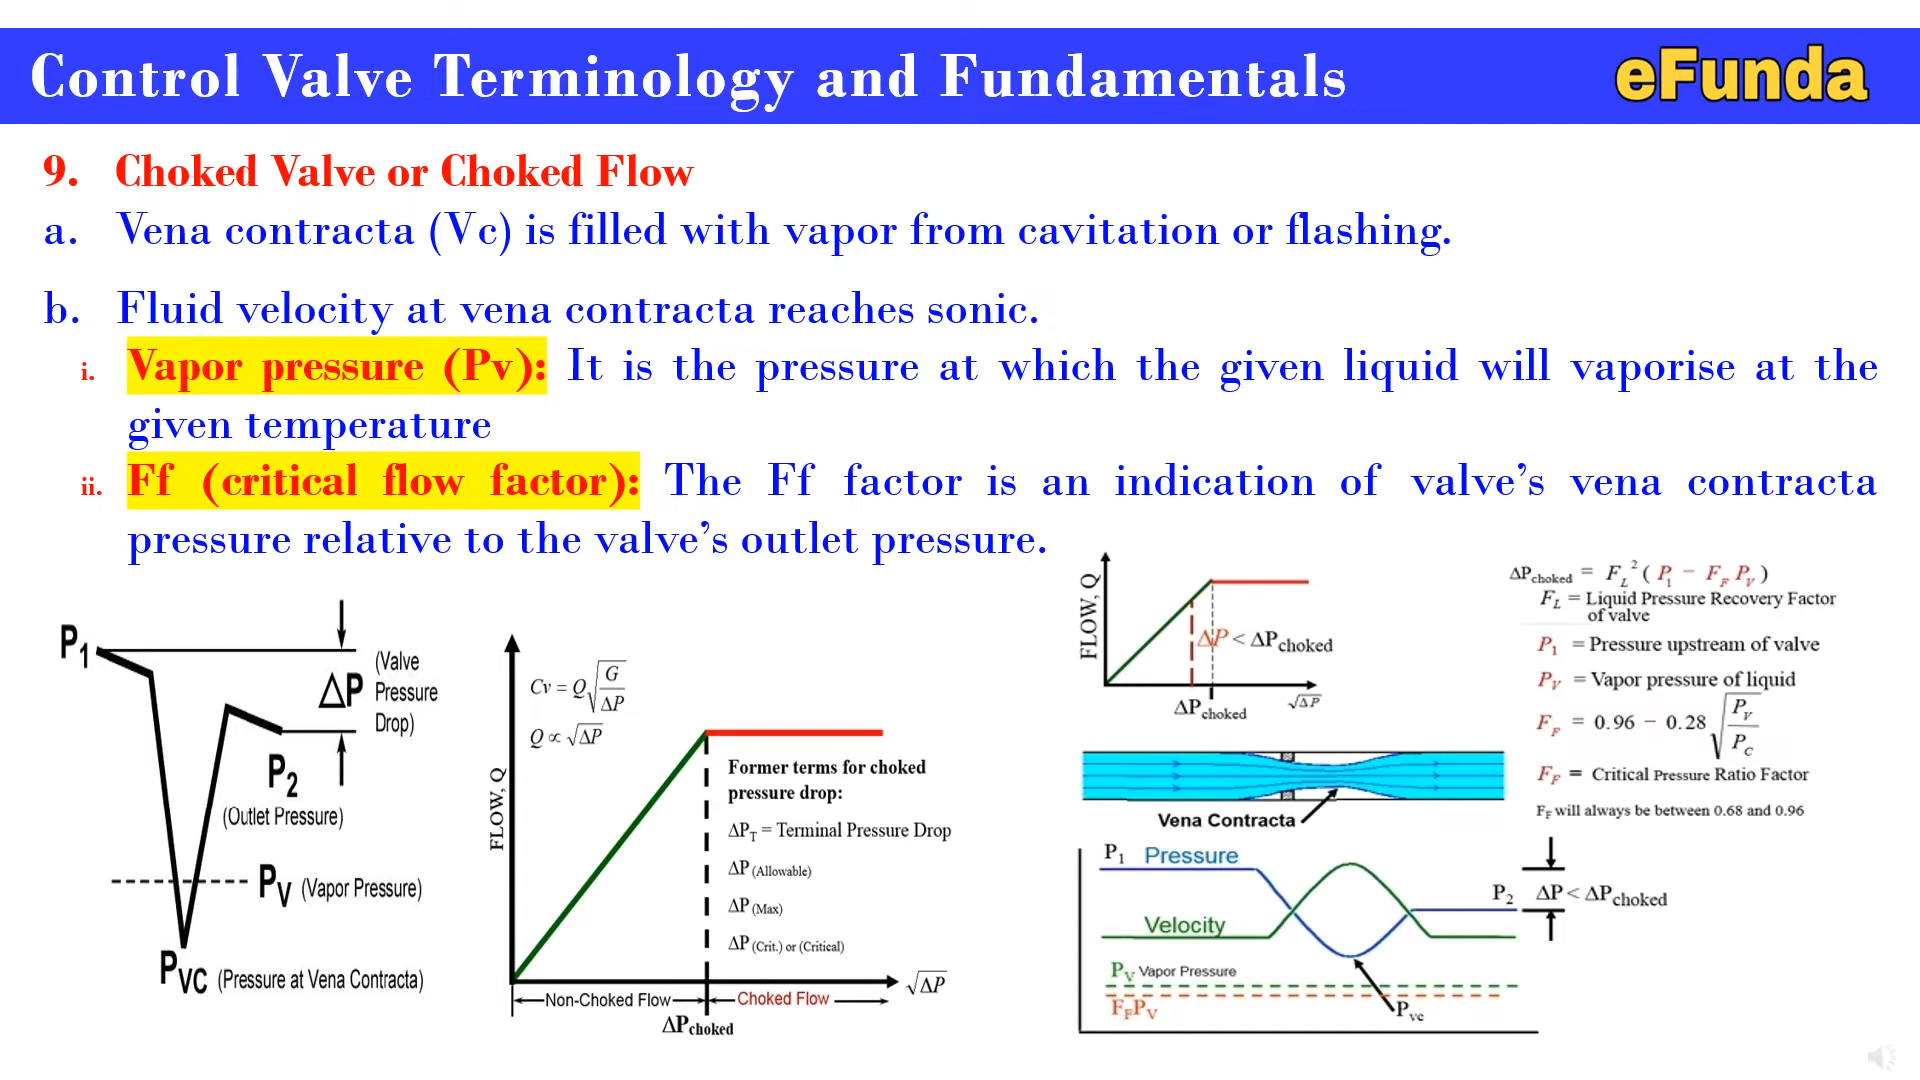 Control Valve Terminology and Fundamentals
eFunda
9. Choked Valve or Choked Flow
a. Vena contracta (Vc) is filled with vapor from cavitation or flashing.
b. Fluid velocity at vena contracta reaches sonic.
i. Vapor pressure (Pv): It is the pressure at which the given liquid will vaporise at the
given temperature
ii. Ff (critical flow factor): The Ff factor is an indication of valve's vena contracta
pressure relative to the valve's outlet pressure.
P1
ΔP
(Valve
Pressure
Drop)
P2
(Outlet Pressure)
PV (Vapor Pressure)
PVC (Pressure at Vena Contracta)
FLOW, Q
Cv = Q√(G/ΔP)
Q ∝ √ΔP
Former terms for choked
pressure drop:
ΔPT = Terminal Pressure Drop
ΔP (Allowable)
ΔP (Max)
ΔP (Crit.) or (Critical)
√ΔP
Non-Choked Flow
Choked Flow
ΔPchoked
FLOW, Q
ΔP < ΔPchoked
ΔPchoked
√ΔP
Vena Contracta
P1 Pressure
Velocity
P2 ΔP < ΔPchoked
PV Vapor Pressure
FFPV
Pvc
ΔPchoked = FL² ( P1 − FF PV )
FL = Liquid Pressure Recovery Factor
of valve
P1 = Pressure upstream of valve
PV = Vapor pressure of liquid
FF = 0.96 − 0.28 √(PV/PC)
FF = Critical Pressure Ratio Factor
FF will always be between 0.68 and 0.96